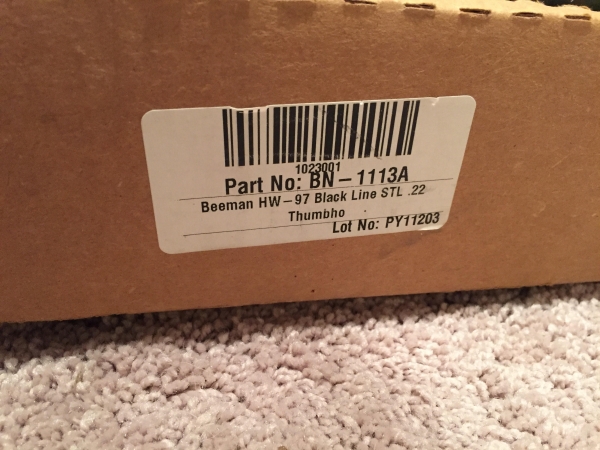 1023001
Part No: BN-1113A
Beeman HW-97 Black Line STL .22
Thumbho
Lot No: PY11203